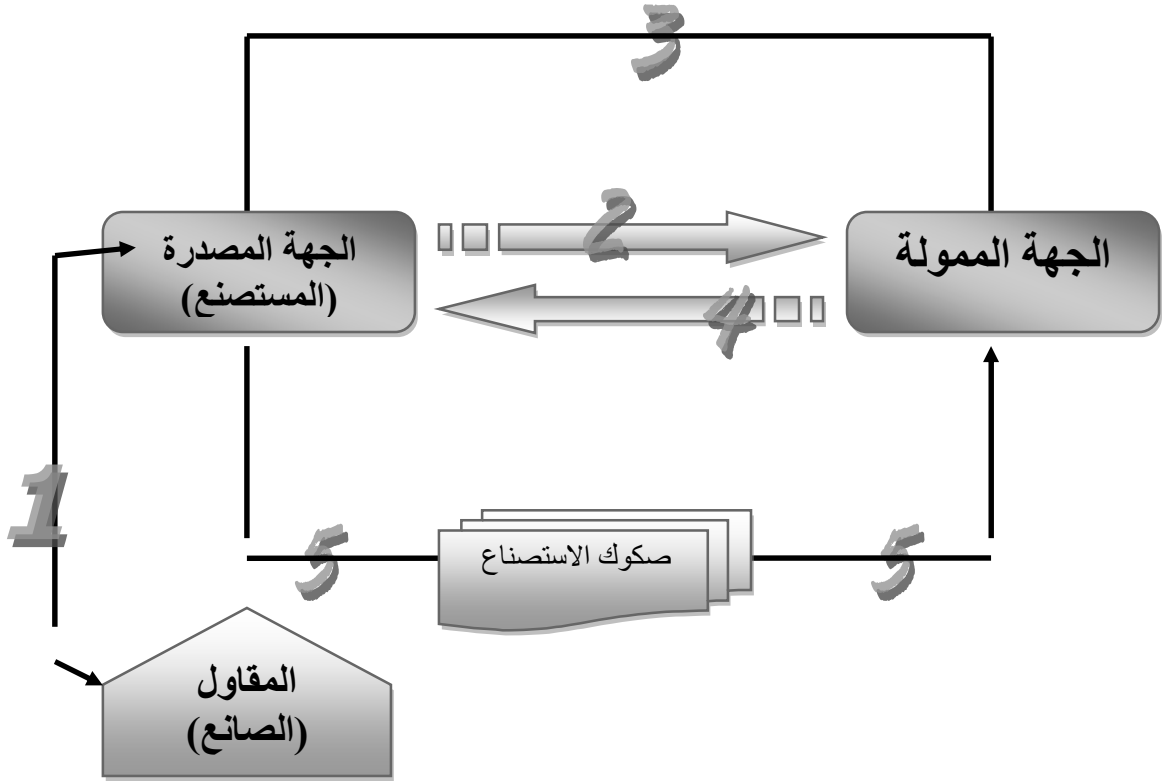 3
الجهة المصدرة
(المستصنع)
2
الجهة الممولة
4
1
5
صكوك الاستصناع
5
المقاول
(الصانع)